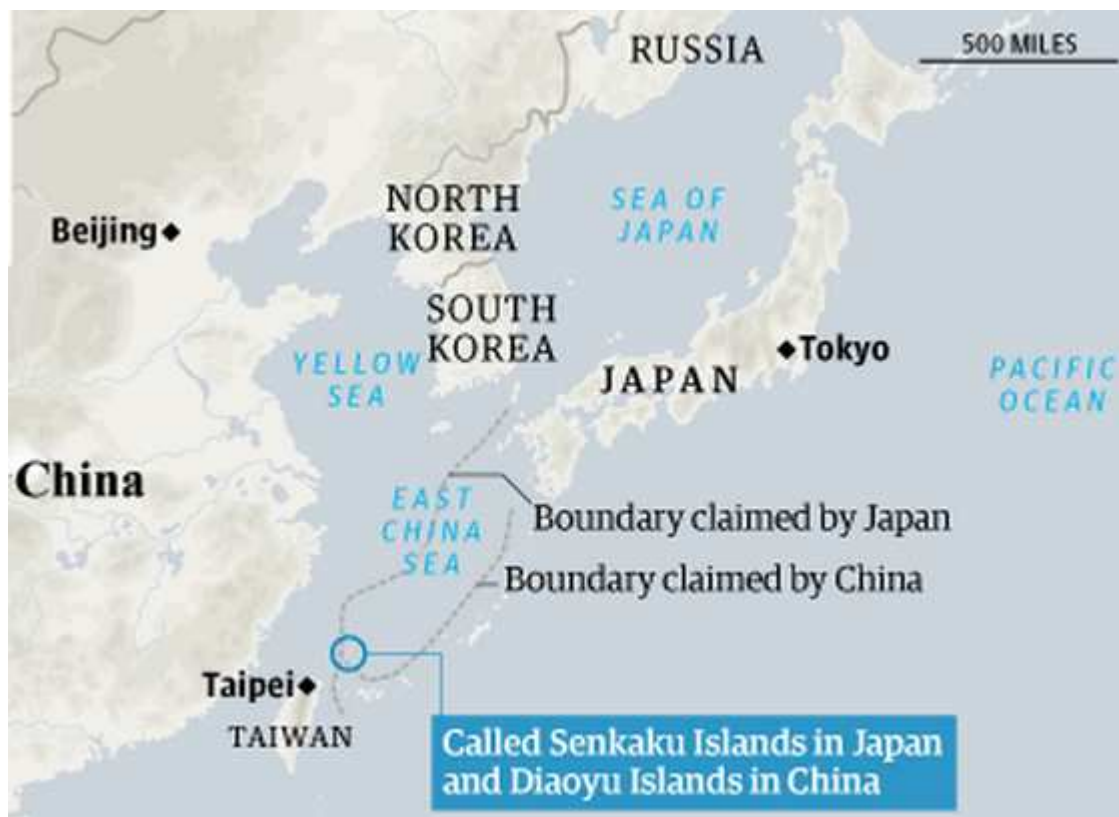 RUSSIA
500 MILES
NORTH
KOREA
SEA OF
JAPAN
Beijing
SOUTH
KOREA
YELLOW
SEA
JAPAN
Tokyo
PACIFIC
OCEAN
China
EAST
CHINA
SEA
Boundary claimed by Japan
Boundary claimed by China
Taipei
TAIWAN
Called Senkaku Islands in Japan
and Diaoyu Islands in China